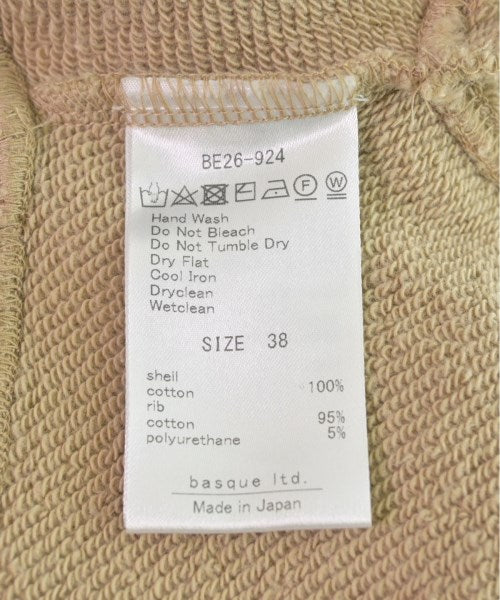 BE26-924
F W
Hand Wash
Do Not Bleach
Do Not Tumble Dry
Dry Flat
Cool Iron
Dryclean
Wetclean
SIZE 38
shell
cotton 100%
rib
cotton 95%
polyurethane 5%
basque ltd.
Made in Japan